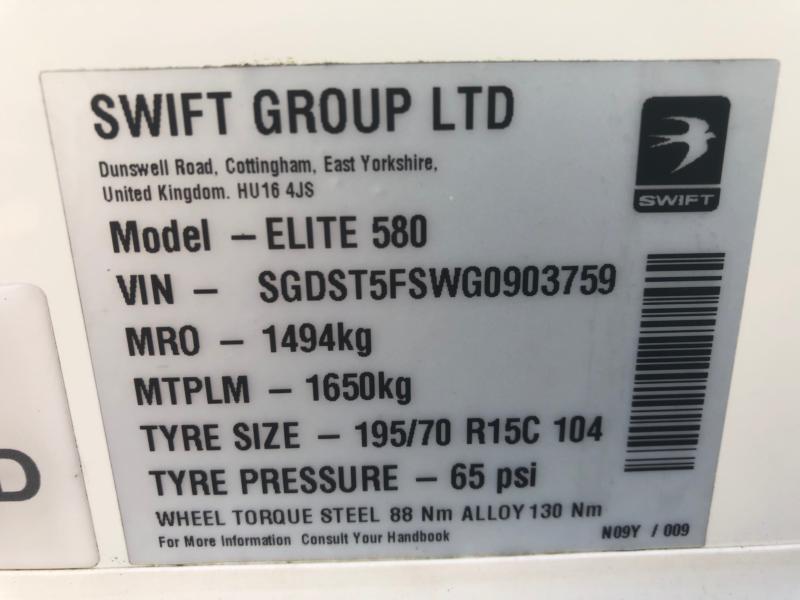 SWIFT GROUP LTD
Dunswell Road, Cottingham, East Yorkshire,
United Kingdom. HU16 4JS
SWIFT
Model – ELITE 580
VIN – SGDST5FSWG0903759
MRO – 1494kg
MTPLM – 1650kg
TYRE SIZE – 195/70 R15C 104
TYRE PRESSURE – 65 psi
WHEEL TORQUE STEEL 88 Nm ALLOY 130 Nm
For More Information Consult Your Handbook
N09Y / 009
D